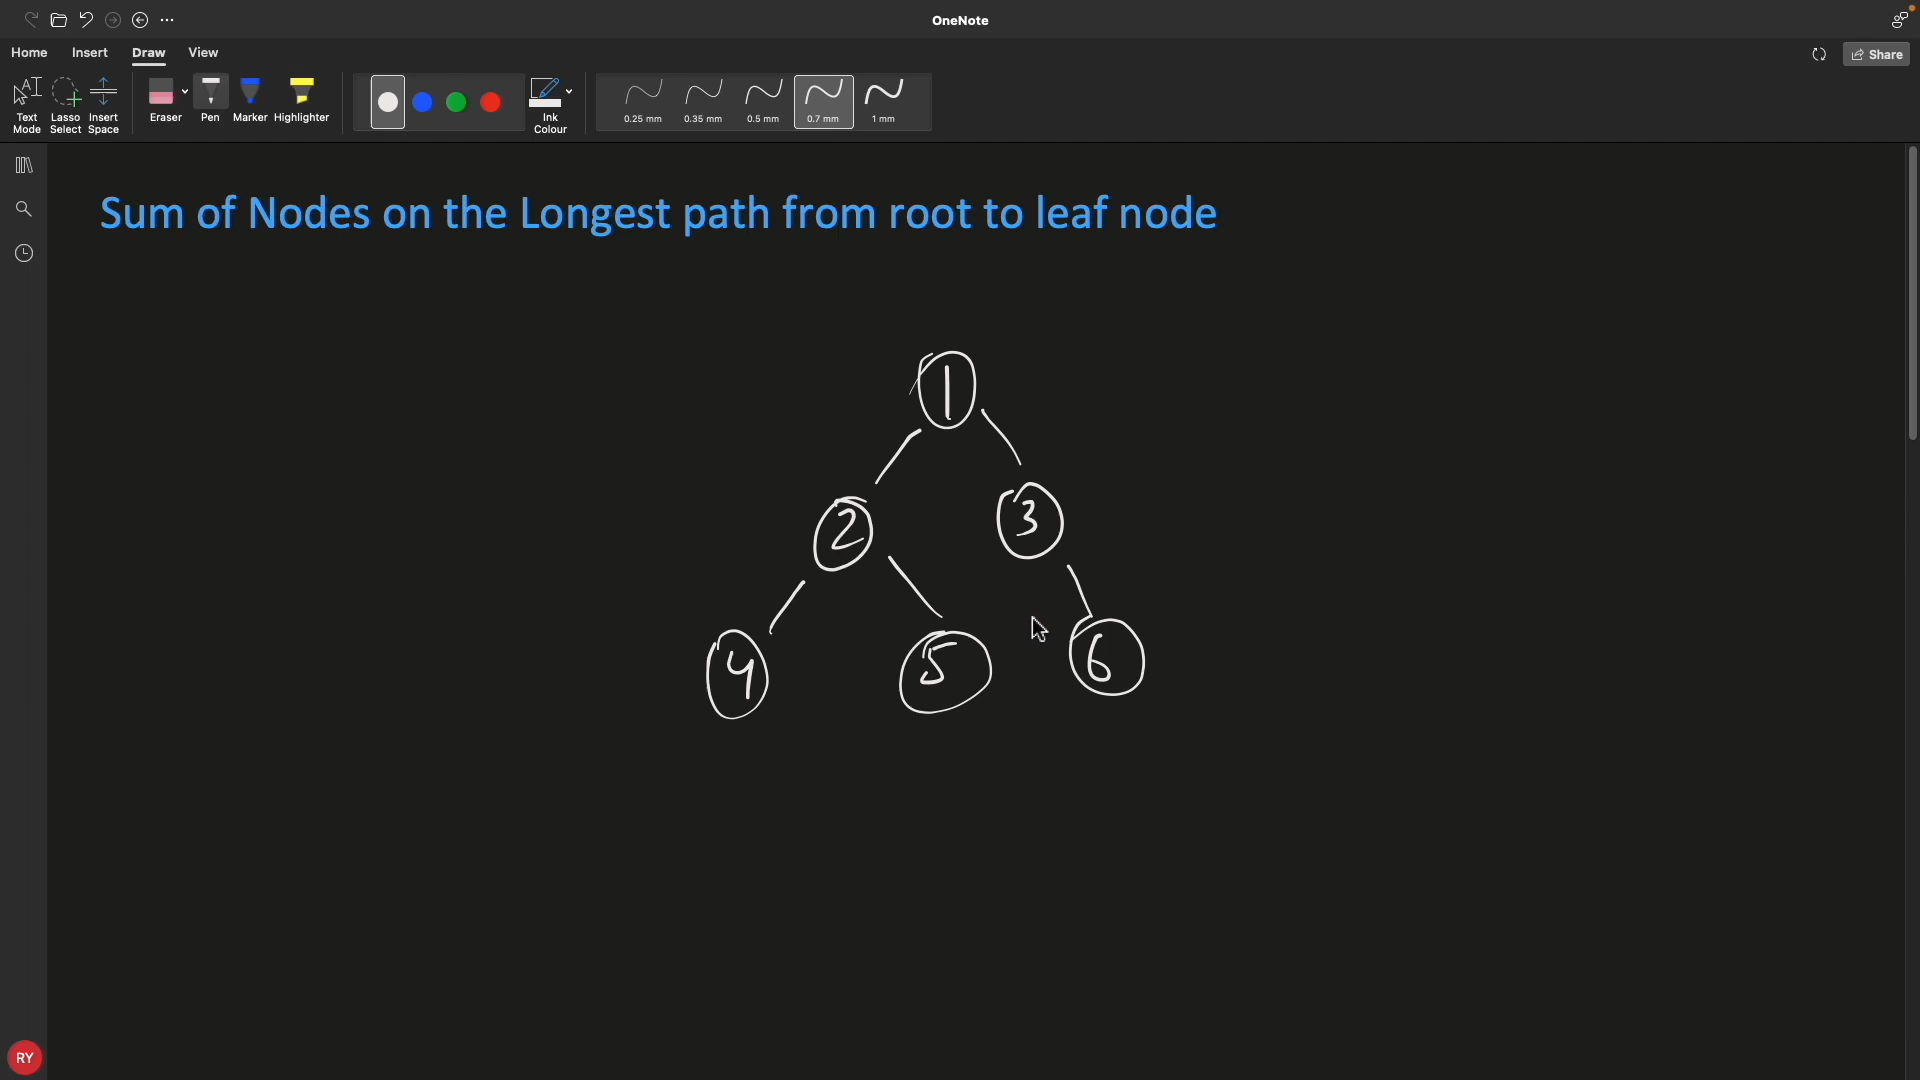 OneNote
Home Insert Draw View
Share
Text Mode
Lasso Select
Insert Space
Eraser
Pen
Marker
Highlighter
Ink Colour
0.25 mm
0.35 mm
0.5 mm
0.7 mm
1 mm
Sum of Nodes on the Longest path from root to leaf node
1
2 3
4 5 6
RY